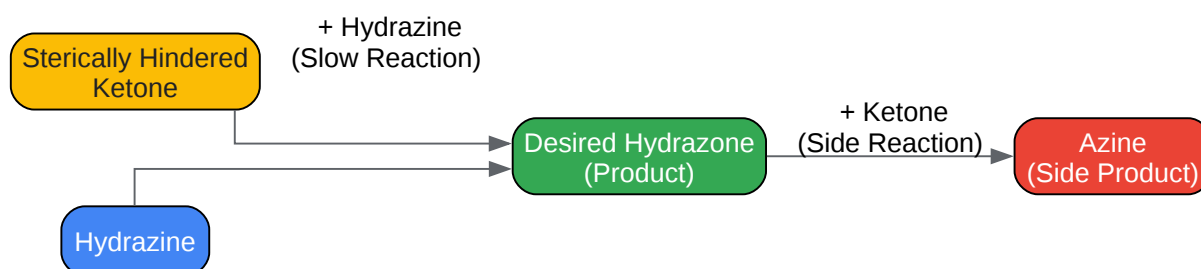 + Hydrazine
(Slow Reaction)
Sterically Hindered
Ketone
Desired Hydrazone
(Product)
+ Ketone
(Side Reaction)
Azine
(Side Product)
Hydrazine